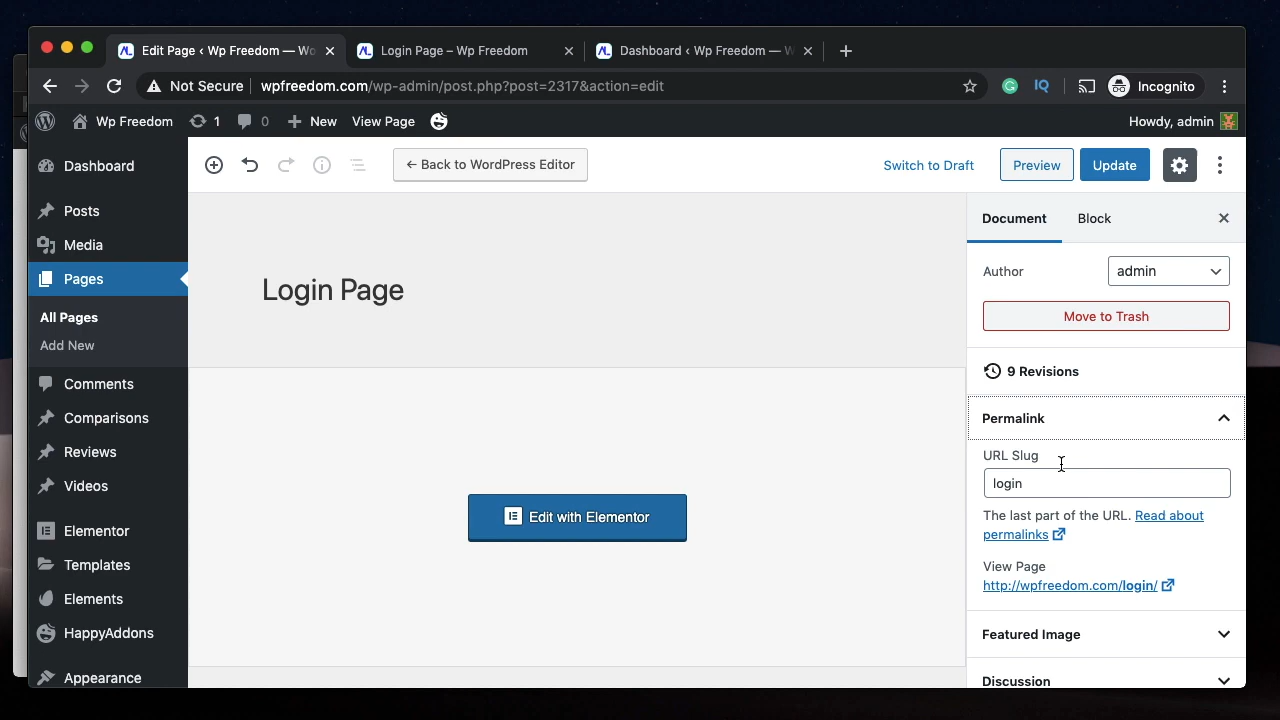 Edit Page ‹ Wp Freedom — Wo
Login Page – Wp Freedom
Dashboard ‹ Wp Freedom — W
Not Secure
wpfreedom.com/wp-admin/post.php?post=2317&action=edit
IQ
Incognito
Wp Freedom
1
0
New
View Page
Howdy, admin
Dashboard
Posts
Media
Pages
All Pages
Add New
Comments
Comparisons
Reviews
Videos
Elementor
Templates
Elements
HappyAddons
Appearance
← Back to WordPress Editor
Switch to Draft
Preview
Update
Login Page
Edit with Elementor
Document
Block
Author
admin
Move to Trash
9 Revisions
Permalink
URL Slug
login
The last part of the URL. Read about
permalinks
View Page
http://wpfreedom.com/login/
Featured Image
Discussion